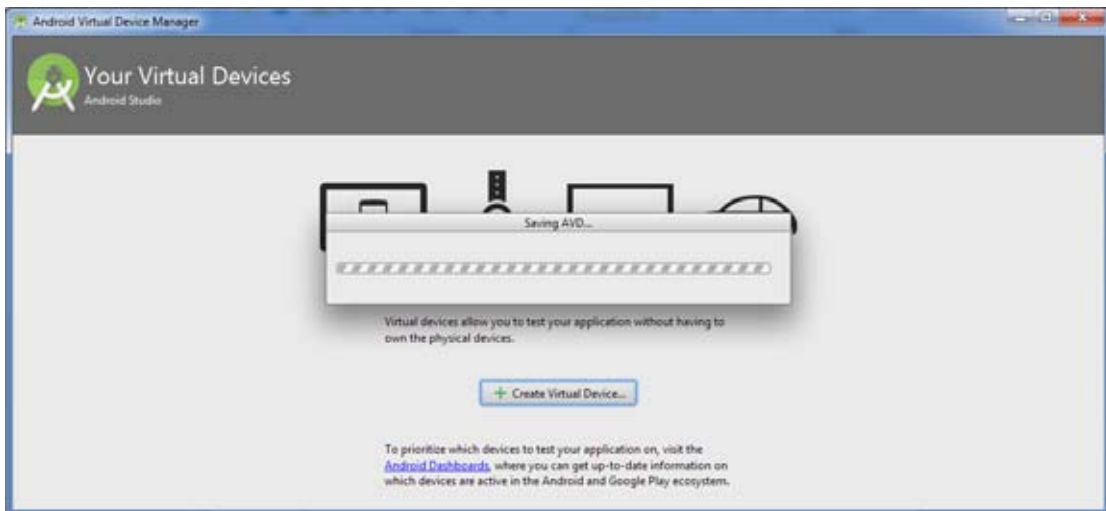 Android Virtual Device Manager
Your Virtual Devices
Android Studio
Saving AVD...
Virtual devices allow you to test your application without having to
own the physical devices.
Create Virtual Device...
To prioritize which devices to test your application on, visit the
Android Dashboards, where you can get up-to-date information on
which devices are active in the Android and Google Play ecosystem.